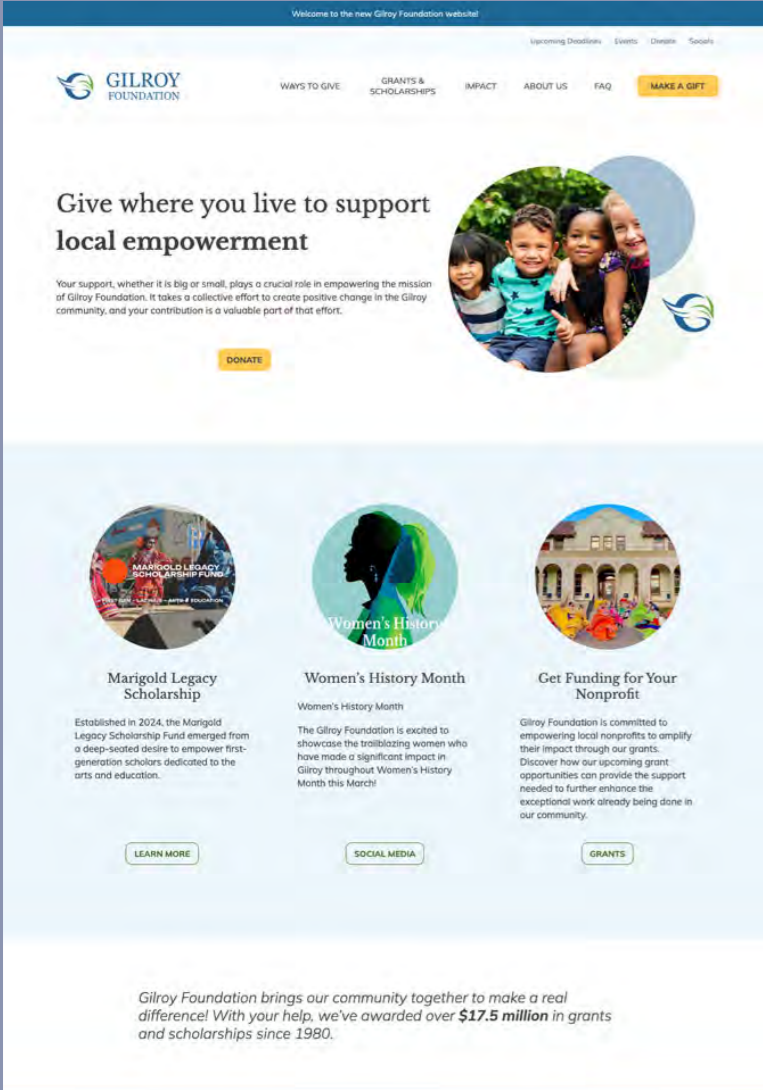 Welcome to the new Gilroy Foundation website!
Upcoming Deadlines Events Donate Socials
GILROY
FOUNDATION
WAYS TO GIVE
GRANTS &
SCHOLARSHIPS
IMPACT
ABOUT US
FAQ
MAKE A GIFT
Give where you live to support
local empowerment
Your support, whether it is big or small, plays a crucial role in empowering the mission
of Gilroy Foundation. It takes a collective effort to create positive change in the Gilroy
community, and your contribution is a valuable part of that effort.
DONATE
MARIGOLD LEGACY
SCHOLARSHIP FUND
FIRST GEN – LATINA/E – ARTS & EDUCATION
Women's History
Month
Marigold Legacy
Scholarship
Established in 2024, the Marigold
Legacy Scholarship Fund emerged from
a deep-seated desire to empower first-
generation scholars dedicated to the
arts and education.
LEARN MORE
Women's History Month
Women's History Month
The Gilroy Foundation is excited to
showcase the trailblazing women who
have made a significant impact in
Gilroy throughout Women's History
Month this March!
SOCIAL MEDIA
Get Funding for Your
Nonprofit
Gilroy Foundation is committed to
empowering local nonprofits to amplify
their impact through our grants.
Discover how our upcoming grant
opportunities can provide the support
needed to further enhance the
exceptional work already being done in
our community.
GRANTS
Gilroy Foundation brings our community together to make a real
difference! With your help, we've awarded over $17.5 million in grants
and scholarships since 1980.